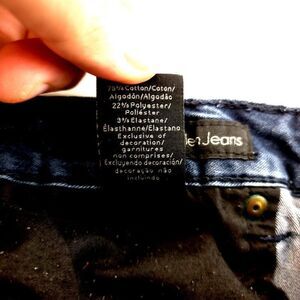 75% Cotton/Coton/
Algodón/Algodão
22% Polyester/
Poliéster
3% Elastane/
Élasthanne/Elastano
Exclusive of
decoration/
garnitures
non comprises/
Excluyendo decoración/
decoração não
incluindo
Jeans